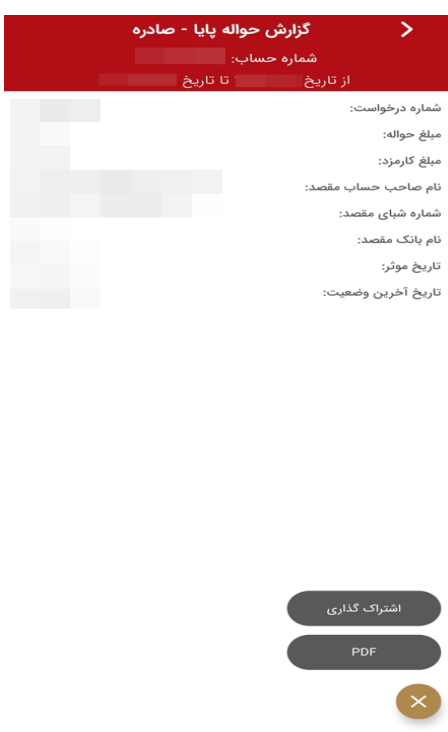 گزارش حواله پایا - صادره
شماره حساب:
از تاریخ تا تاریخ
شماره درخواست:
مبلغ حواله:
مبلغ کارمزد:
نام صاحب حساب مقصد:
شماره شبای مقصد:
نام بانک مقصد:
تاریخ موثر:
تاریخ آخرین وضعیت:
اشتراک گذاری
PDF